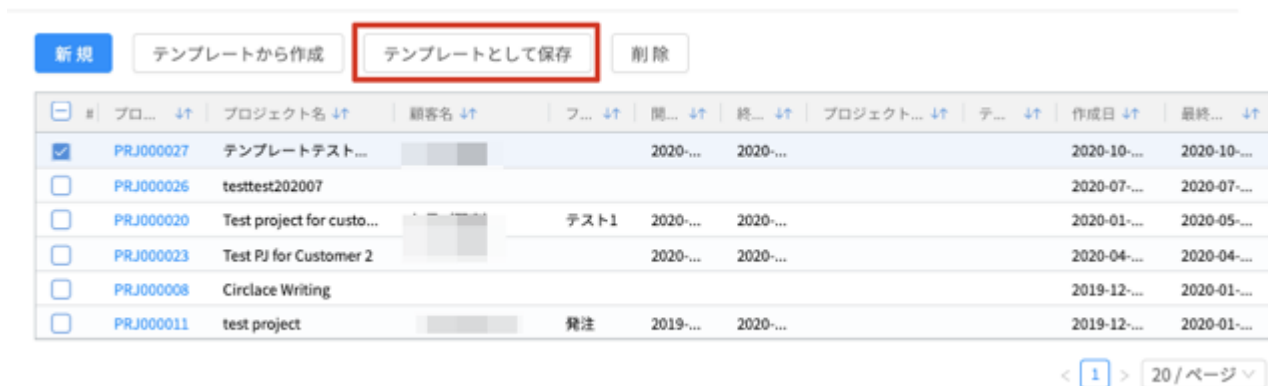 新規 テンプレートから作成 テンプレートとして保存 削除
# プロ... プロジェクト名 顧客名 フ... 開... 終... プロジェクト... テ... 作成日 最終...
PRJ000027 テンプレートテスト... 2020-... 2020-... 2020-10-... 2020-10-...
PRJ000026 testtest202007 2020-07-... 2020-07-...
PRJ000020 Test project for custo... テスト1 2020-... 2020-... 2020-01-... 2020-05-...
PRJ000023 Test PJ for Customer 2 2020-... 2020-... 2020-04-... 2020-04-...
PRJ000008 Circlace Writing 2019-12-... 2020-01-...
PRJ000011 test project 発注 2019-... 2020-... 2019-12-... 2020-01-...
< 1 > 20 / ページ